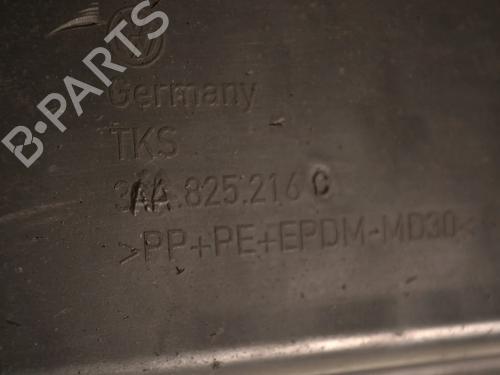 B-PARTS
Germany
TKS
3AA.825.216 C
>PP+PE+EPDM-MD30<